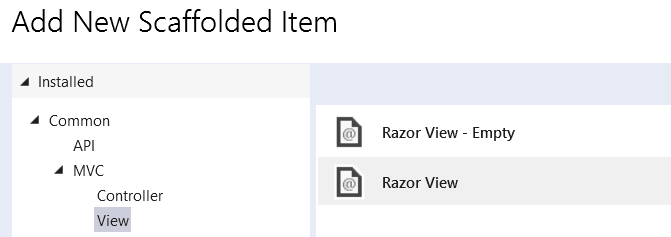 Add New Scaffolded Item
Installed
Common
API
MVC
Controller
View
Razor View - Empty
Razor View